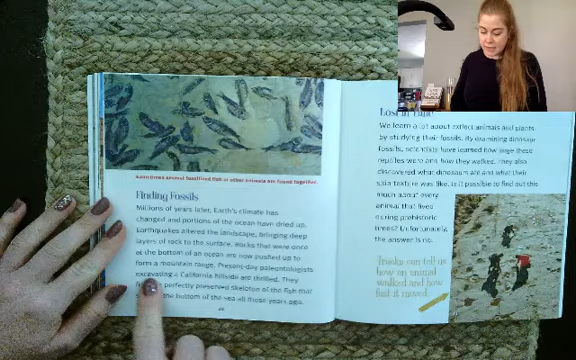 Sometimes animal fossilized fish or other animals are found together.
Finding Fossils
Millions of years later, Earth's climate has
changed and portions of the ocean have dried up.
Earthquakes altered the landscape, bringing deep
layers of rock to the surface. Rocks that were once
at the bottom of an ocean are now pushed up to
form a mountain range. Present-day paleontologists
excavating a California hillside are thrilled. They
perfectly preserved skeleton of the fish that
the bottom of the sea all those years ago.
Lost in Time
We learn a lot about extinct animals and plants
by studying their fossils. By examining dinosaur
fossils, scientists have learned how large these
reptiles were and how they walked. They also
discovered what dinosaurs ate and what their
skin texture was like. Is it possible to find out this
much about every
animal that lived
during prehistoric
times? Unfortunately,
the answer is no.
Tracks can tell us
how an animal
walked and how
fast it moved.